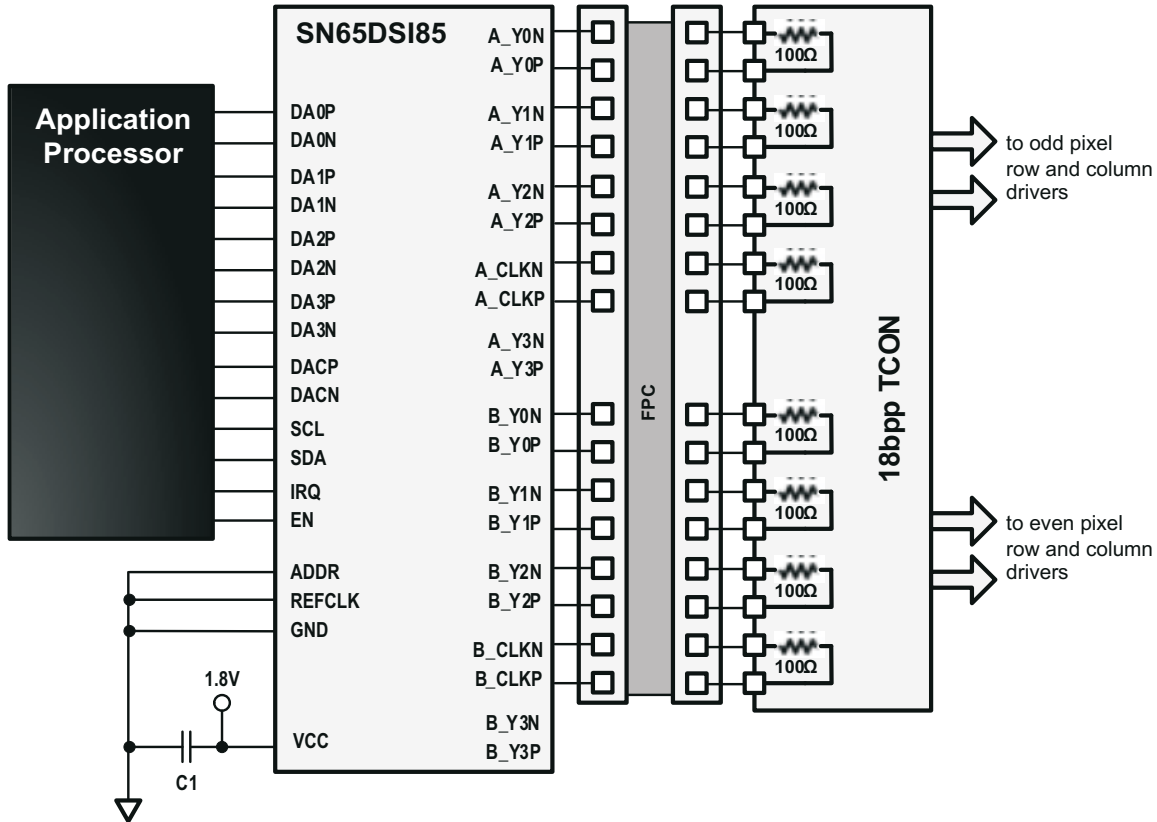 SN65DSI85
Application
Processor
DA0P
DA0N
DA1P
DA1N
DA2P
DA2N
DA3P
DA3N
DACP
DACN
SCL
SDA
IRQ
EN
ADDR
REFCLK
GND
1.8V
VCC
C1
A_Y0N
A_Y0P
A_Y1N
A_Y1P
A_Y2N
A_Y2P
A_CLKN
A_CLKP
A_Y3N
A_Y3P
B_Y0N
B_Y0P
B_Y1N
B_Y1P
B_Y2N
B_Y2P
B_CLKN
B_CLKP
B_Y3N
B_Y3P
FPC
100Ω
100Ω
100Ω
100Ω
100Ω
100Ω
100Ω
100Ω
18bpp TCON
to odd pixel
row and column
drivers
to even pixel
row and column
drivers